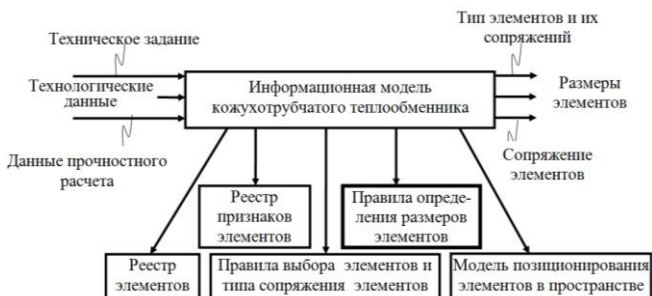 Техническое задание
Технологические
данные
Данные прочностного
расчета
Информационная модель
кожухотрубчатого теплообменника
Тип элементов и их
сопряжений
Размеры
элементов
Сопряжение
элементов
Реестр
признаков
элементов
Правила опреде-
ления размеров
элементов
Реестр
элементов
Правила выбора элементов и
типа сопряжения элементов
Модель позиционирования
элементов в пространстве